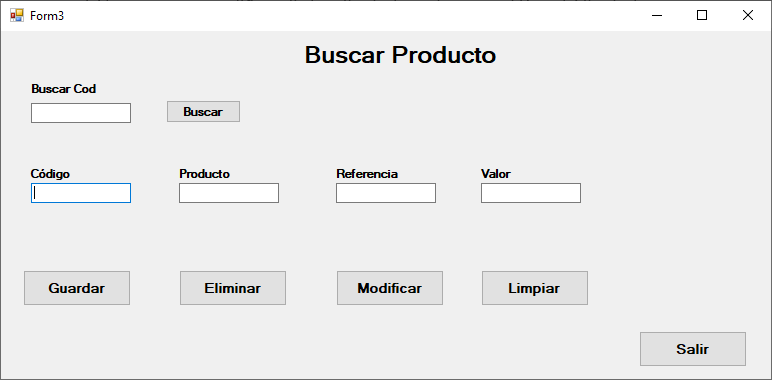 Form3
Buscar Producto
Buscar Cod
Buscar
Código Producto Referencia Valor
Guardar Eliminar Modificar Limpiar
Salir